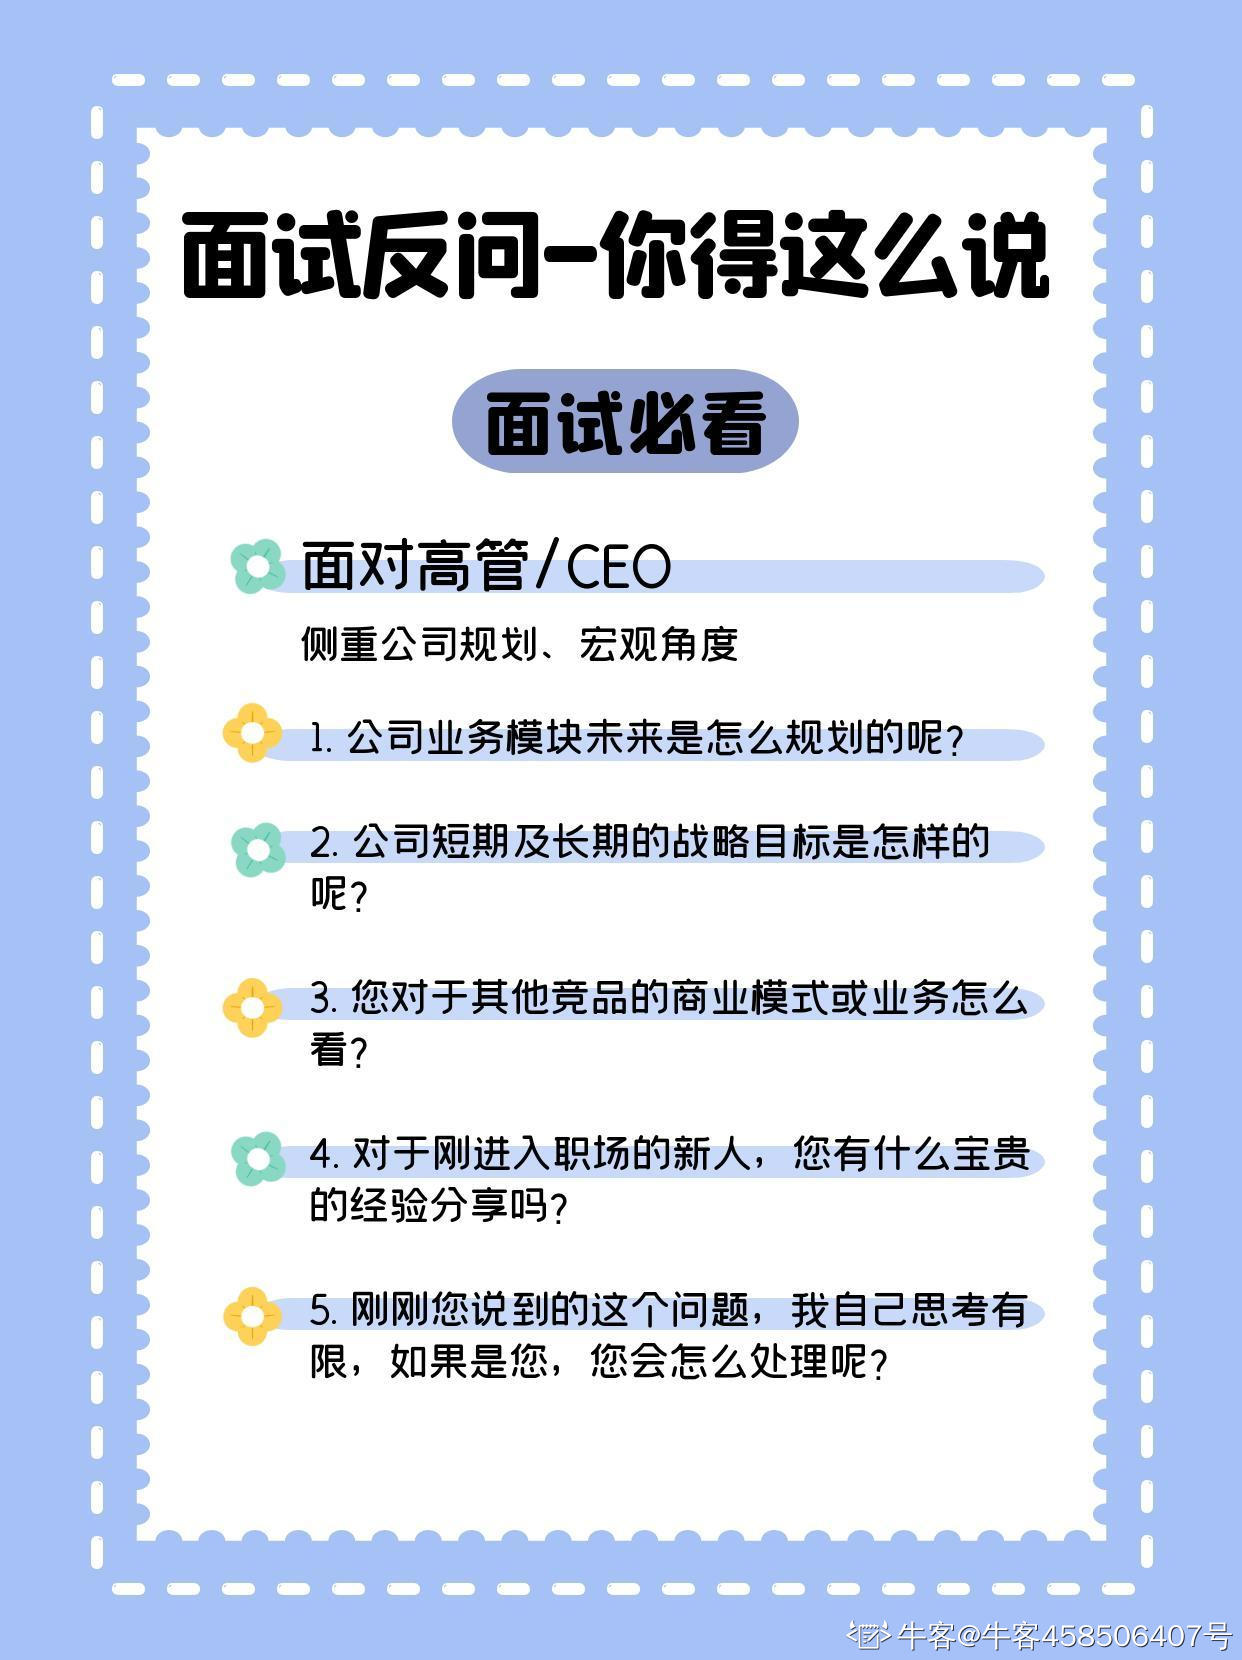 面试反问-你得这么说
面试必看
面对高管/CEO
侧重公司规划、宏观角度
1. 公司业务模块未来是怎么规划的呢?
2. 公司短期及长期的战略目标是怎样的
呢?
3. 您对于其他竞品的商业模式或业务怎么
看?
4. 对于刚进入职场的新人，您有什么宝贵
的经验分享吗?
5. 刚刚您说到的这个问题，我自己思考有
限，如果是您，您会怎么处理呢?
牛客@牛客458506407号